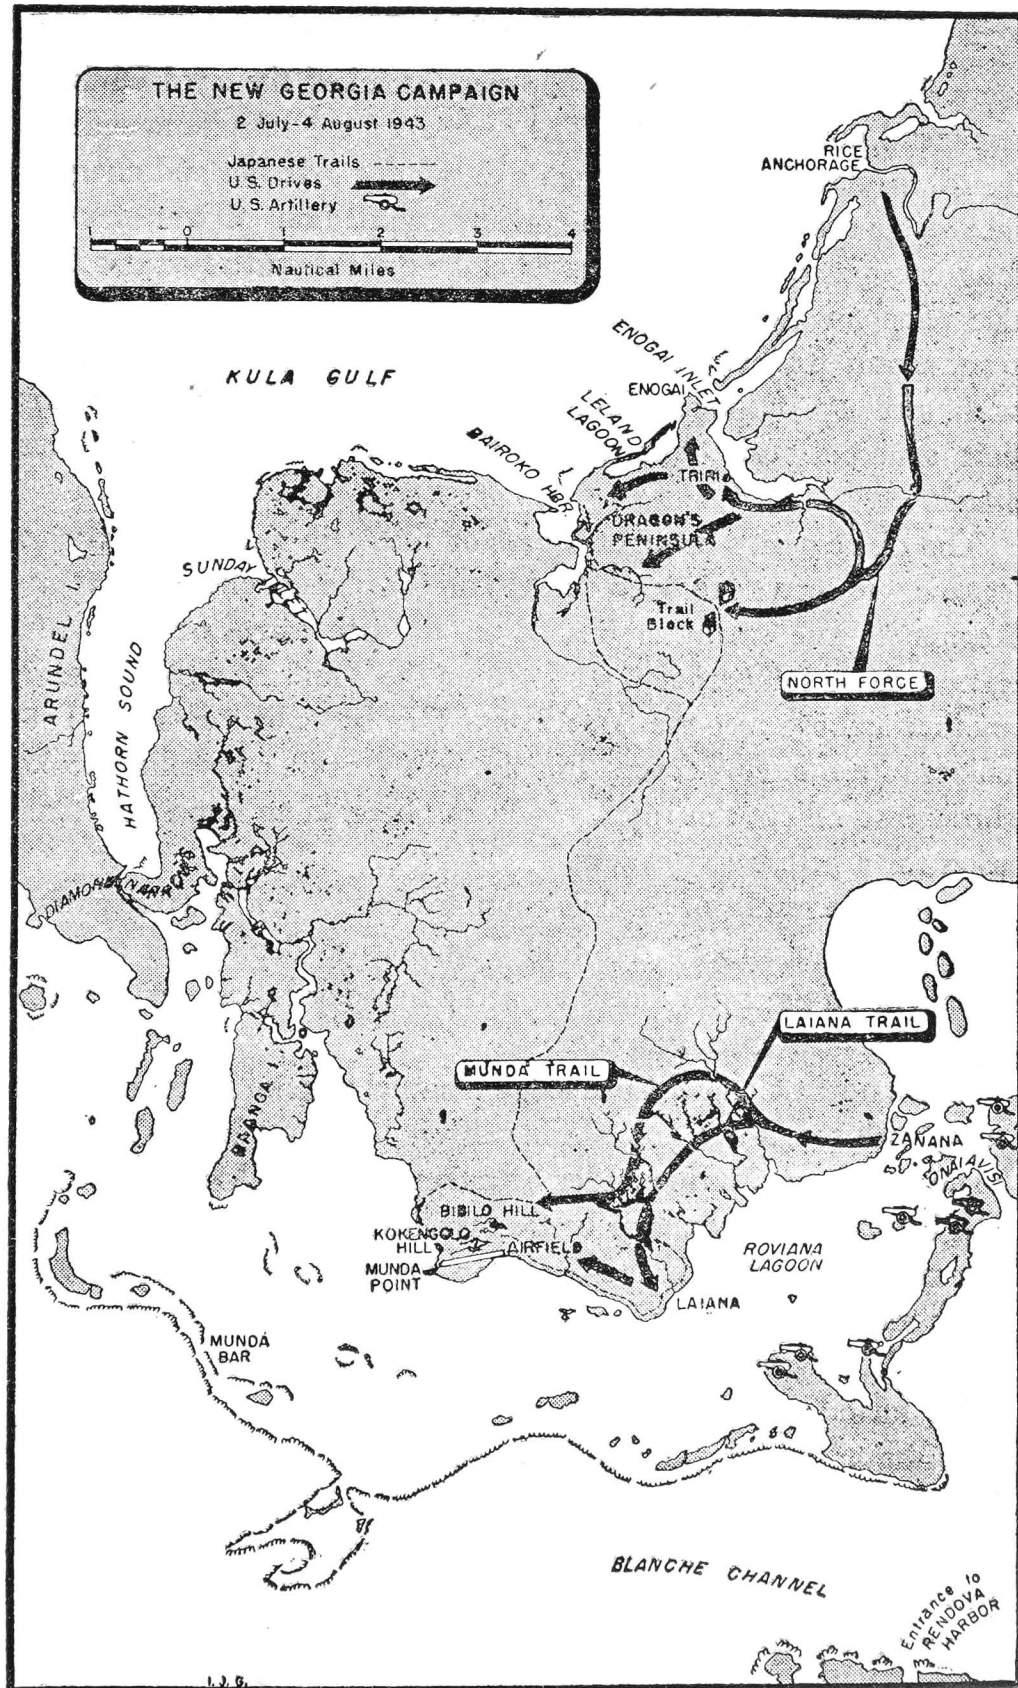 THE NEW GEORGIA CAMPAIGN
2 July-4 August 1943
Japanese Trails
U.S. Drives
U.S. Artillery
1 0 1 2 3 4
Nautical Miles
RICE
ANCHORAGE
KULA GULF
ENOGAI INLET
ENOGAI
LELAND
LAGOON
BAIROKO HBR.
TRIRI
DRAGON'S
PENINSULA
SUNDAY
Trail
Block
NORTH FORCE
ARUNDEL I.
HATHORN SOUND
DIAMOND NARROWS
LAIANA TRAIL
MUNDA TRAIL
I.
ZANANA
ONAIAVISI
BIBILO HILL
KOKENGOLO
HILL
AIRFIELD
MUNDA
POINT
ROVIANA
LAGOON
LAIANA
MUNDA
BAR
BLANCHE CHANNEL
Entrance to
RENDOVA
HARBOR
I. J. G.